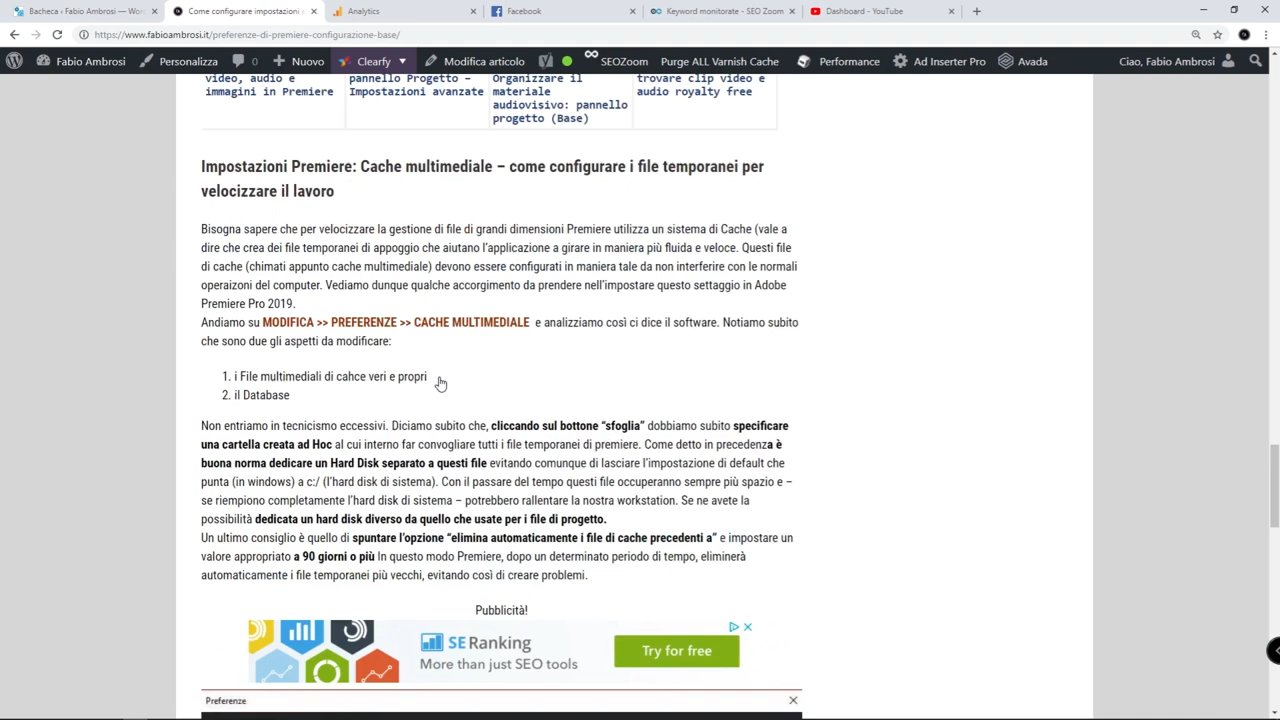 Bacheca ‹ Fabio Ambrosi — Wor
Come configurare impostazioni e
Analytics
Facebook
Keyword monitorate - SEO Zoom
Dashboard - YouTube
https://www.fabioambrosi.it/preferenze-di-premiere-configurazione-base/
Fabio Ambrosi
Personalizza
0
Nuovo
Clearfy
Modifica articolo
SEOZoom
Purge ALL Varnish Cache
Performance
Ad Inserter Pro
Avada
Ciao, Fabio Ambrosi
video, audio e
immagini in Premiere
pannello Progetto –
Impostazioni avanzate
Organizzare il
materiale
audiovisivo: pannello
progetto (Base)
trovare clip video e
audio royalty free
Impostazioni Premiere: Cache multimediale – come configurare i file temporanei per
velocizzare il lavoro
Bisogna sapere che per velocizzare la gestione di file di grandi dimensioni Premiere utilizza un sistema di Cache (vale a
dire che crea dei file temporanei di appoggio che aiutano l'applicazione a girare in maniera più fluida e veloce. Questi file
di cache (chimati appunto cache multimediale) devono essere configurati in maniera tale da non interferire con le normali
operaizoni del computer. Vediamo dunque qualche accorgimento da prendere nell'impostare questo settaggio in Adobe
Premiere Pro 2019.
Andiamo su MODIFICA >> PREFERENZE >> CACHE MULTIMEDIALE e analizziamo così ci dice il software. Notiamo subito
che sono due gli aspetti da modificare:
1. i File multimediali di cahce veri e propri
2. il Database
Non entriamo in tecnicismo eccessivi. Diciamo subito che, cliccando sul bottone "sfoglia" dobbiamo subito specificare
una cartella creata ad Hoc al cui interno far convogliare tutti i file temporanei di premiere. Come detto in precedenza è
buona norma dedicare un Hard Disk separato a questi file evitando comunque di lasciare l'impostazione di default che
punta (in windows) a c:/ (l'hard disk di sistema). Con il passare del tempo questi file occuperanno sempre più spazio e –
se riempiono completamente l'hard disk di sistema – potrebbero rallentare la nostra workstation. Se ne avete la
possibilità dedicata un hard disk diverso da quello che usate per i file di progetto.
Un ultimo consiglio è quello di spuntare l'opzione "elimina automaticamente i file di cache precedenti a" e impostare un
valore appropriato a 90 giorni o più In questo modo Premiere, dopo un determinato periodo di tempo, eliminerà
automaticamente i file temporanei più vecchi, evitando così di creare problemi.
Pubblicità!
SE Ranking
More than just SEO tools
Try for free
Preferenze